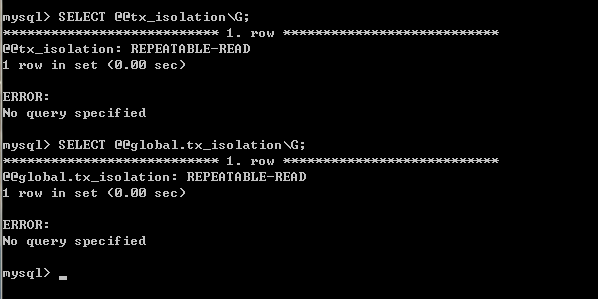 mysql> SELECT @@tx_isolation\G;
*************************** 1. row ***************************
@@tx_isolation: REPEATABLE-READ
1 row in set (0.00 sec)
ERROR:
No query specified
mysql> SELECT @@global.tx_isolation\G;
*************************** 1. row ***************************
@@global.tx_isolation: REPEATABLE-READ
1 row in set (0.00 sec)
ERROR:
No query specified
mysql> _